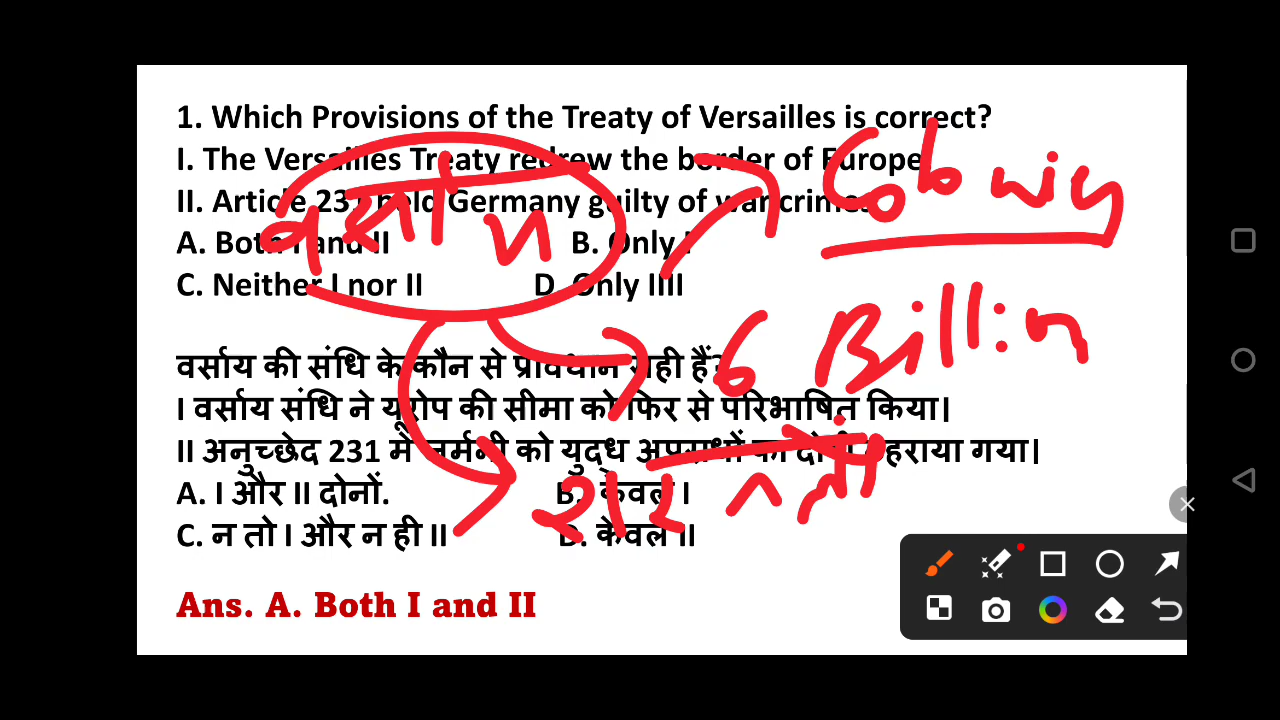 1. Which Provisions of the Treaty of Versailles is correct?
I. The Versailles Treaty redrew the border of Europe
II. Article 231 held Germany guilty of war crimes
A. Both I and II B. Only I
C. Neither I nor II D. Only IIII
वर्साय की संधि के कौन से प्रावधान सही हैं?
I वर्साय संधि ने यूरोप की सीमा को फिर से परिभाषित किया।
II अनुच्छेद 231 में जर्मनी को युद्ध अपराधों का दोषी ठहराया गया।
A. I और II दोनों. B. केवल I
C. न तो I और न ही II D. केवल II
Ans. A. Both I and II
6 Billin